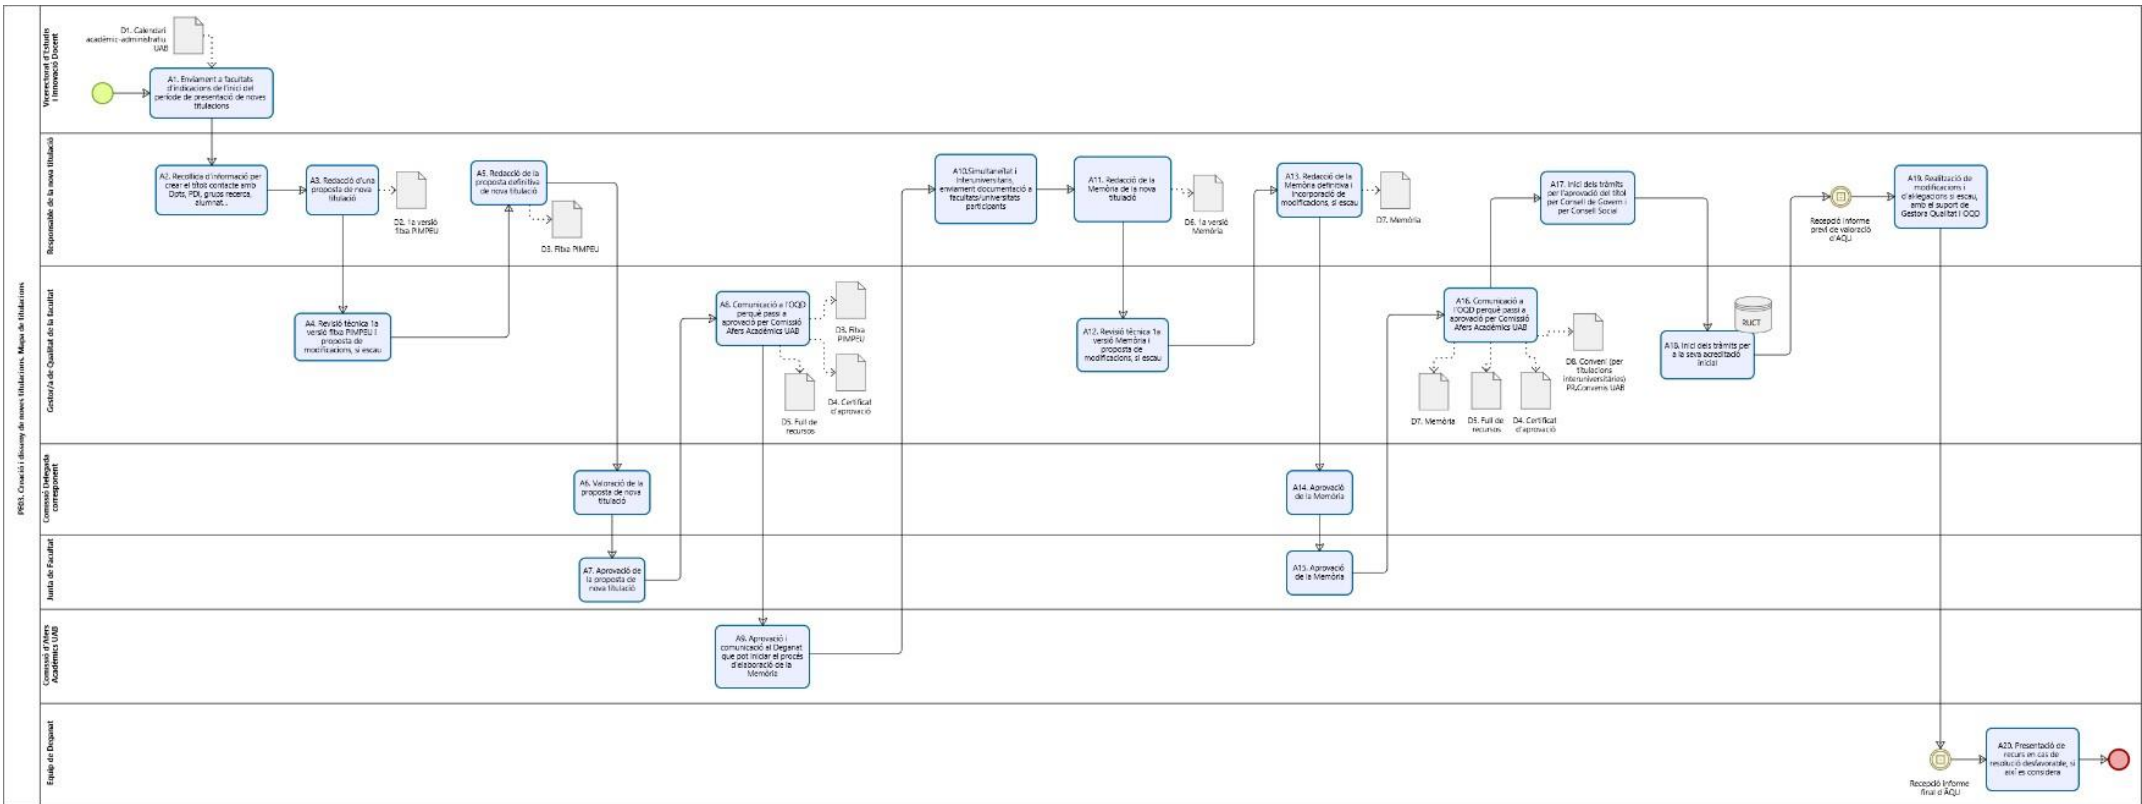 PE03. Creació i disseny de noves titulacions. Mapa de titulacions
Vicerectorat d'Estudis
i Innovació Docent
D1. Calendari
acadèmic-administratiu
UAB
A1. Enviament a facultats
d'indicacions de l'inici del
període de presentació de noves
titulacions
Responsable de la nova titulació
A2. Recollida d'informació per
crear el títol: contacte amb
Dpts, PDI, grups recerca,
alumnat...
A3. Redacció d'una
proposta de nova
titulació
D2. 1a versió
fitxa PIMPEU
A5. Redacció de la
proposta definitiva
de nova titulació
D3. Fitxa PIMPEU
A10.Simultaneïtat i
Interuniversitaris,
enviament documentació a
facultats/universitats
participants
A11. Redacció de la
Memòria de la nova
titulació
D6. 1a versió
Memòria
A13. Redacció de la
Memòria definitiva i
incorporació de
modificacions, si escau
D7. Memòria
A17. Inici dels tràmits
per l'aprovació del títol
per Consell de Govern i
per Consell Social
Recepció informe
previ de valoració
d'AQU
A19. Realització de
modificacions i
d'al·legacions si escau,
amb el suport de
Gestora Qualitat i OQD
Gestor/a de Qualitat de la facultat
A4. Revisió tècnica 1a
versió fitxa PIMPEU i
proposta de
modificacions, si escau
A8. Comunicació a l'OQD
perquè passi a
aprovació per Comissió
Afers Acadèmics UAB
D3. Fitxa
PIMPEU
D4. Certificat
d'aprovació
D5. Full de
recursos
A12. Revisió tècnica 1a
versió Memòria i
proposta de
modificacions, si escau
A16. Comunicació a
l'OQD perquè passi a
aprovació per Comissió
Afers Acadèmics UAB
D8. Conveni (per
titulacions
interuniversitàries)
PR.Convenis UAB
D7. Memòria
D5. Full de
recursos
D4. Certificat
d'aprovació
RUCT
A18. Inici dels tràmits per
a la seva acreditació
inicial
Comissió Delegada
corresponent
A6. Valoració de la
proposta de nova
titulació
A14. Aprovació
de la Memòria
Junta de Facultat
A7. Aprovació de
la proposta de
nova titulació
A15. Aprovació
de la Memòria
Comissió d'Afers
Acadèmics UAB
A9. Aprovació i
comunicació al Deganat
que pot iniciar el procés
d'elaboració de la
Memòria
Equip de Deganat
Recepció informe
final d'AQU
A20. Presentació de
recurs en cas de
resolució desfavorable, si
així es considera